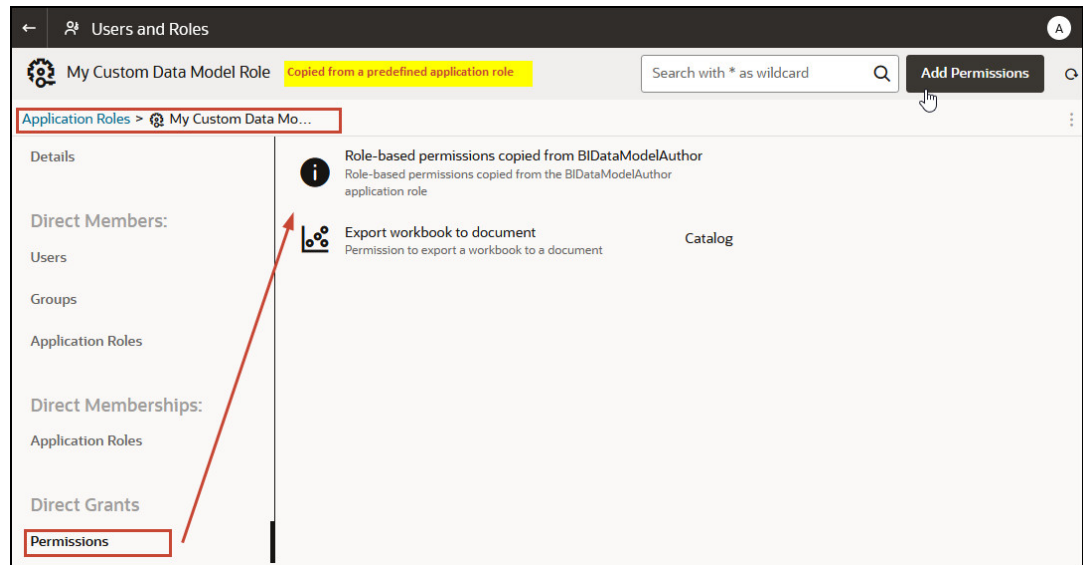 Users and Roles
A
My Custom Data Model Role
Copied from a predefined application role
Search with * as wildcard
Add Permissions
Application Roles > My Custom Data Mo...
Details
Role-based permissions copied from BIDataModelAuthor
Role-based permissions copied from the BIDataModelAuthor
application role
Direct Members:
Export workbook to document
Catalog
Permission to export a workbook to a document
Users
Groups
Application Roles
Direct Memberships:
Application Roles
Direct Grants
Permissions